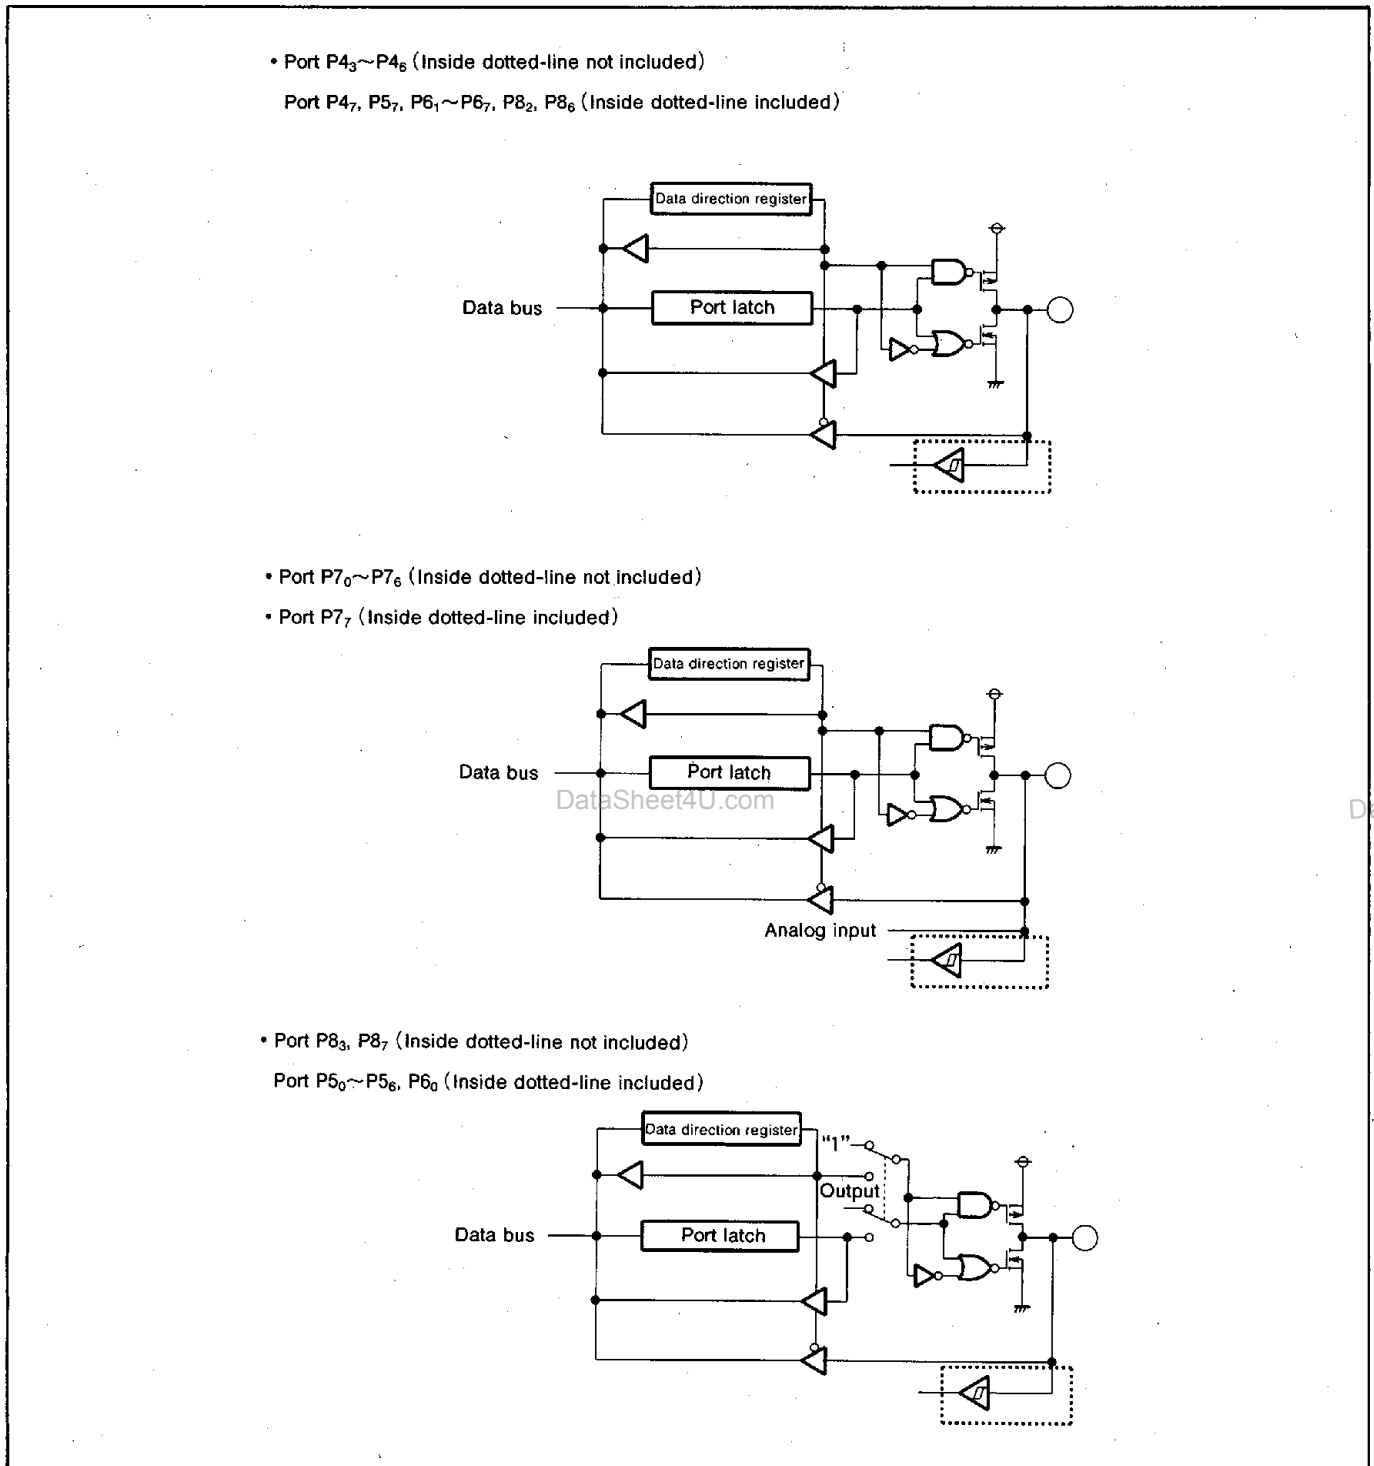 • Port P4₃～P4₆ (Inside dotted-line not included)
Port P4₇, P5₇, P6₁～P6₇, P8₂, P8₆ (Inside dotted-line included)
Data direction register
Data bus
Port latch
• Port P7₀～P7₆ (Inside dotted-line not included)
• Port P7₇ (Inside dotted-line included)
Data direction register
Data bus
Port latch
DataSheet4U.com
Da
Analog input
• Port P8₃, P8₇ (Inside dotted-line not included)
Port P5₀～P5₆, P6₀ (Inside dotted-line included)
Data direction register
"1"
Output
Data bus
Port latch